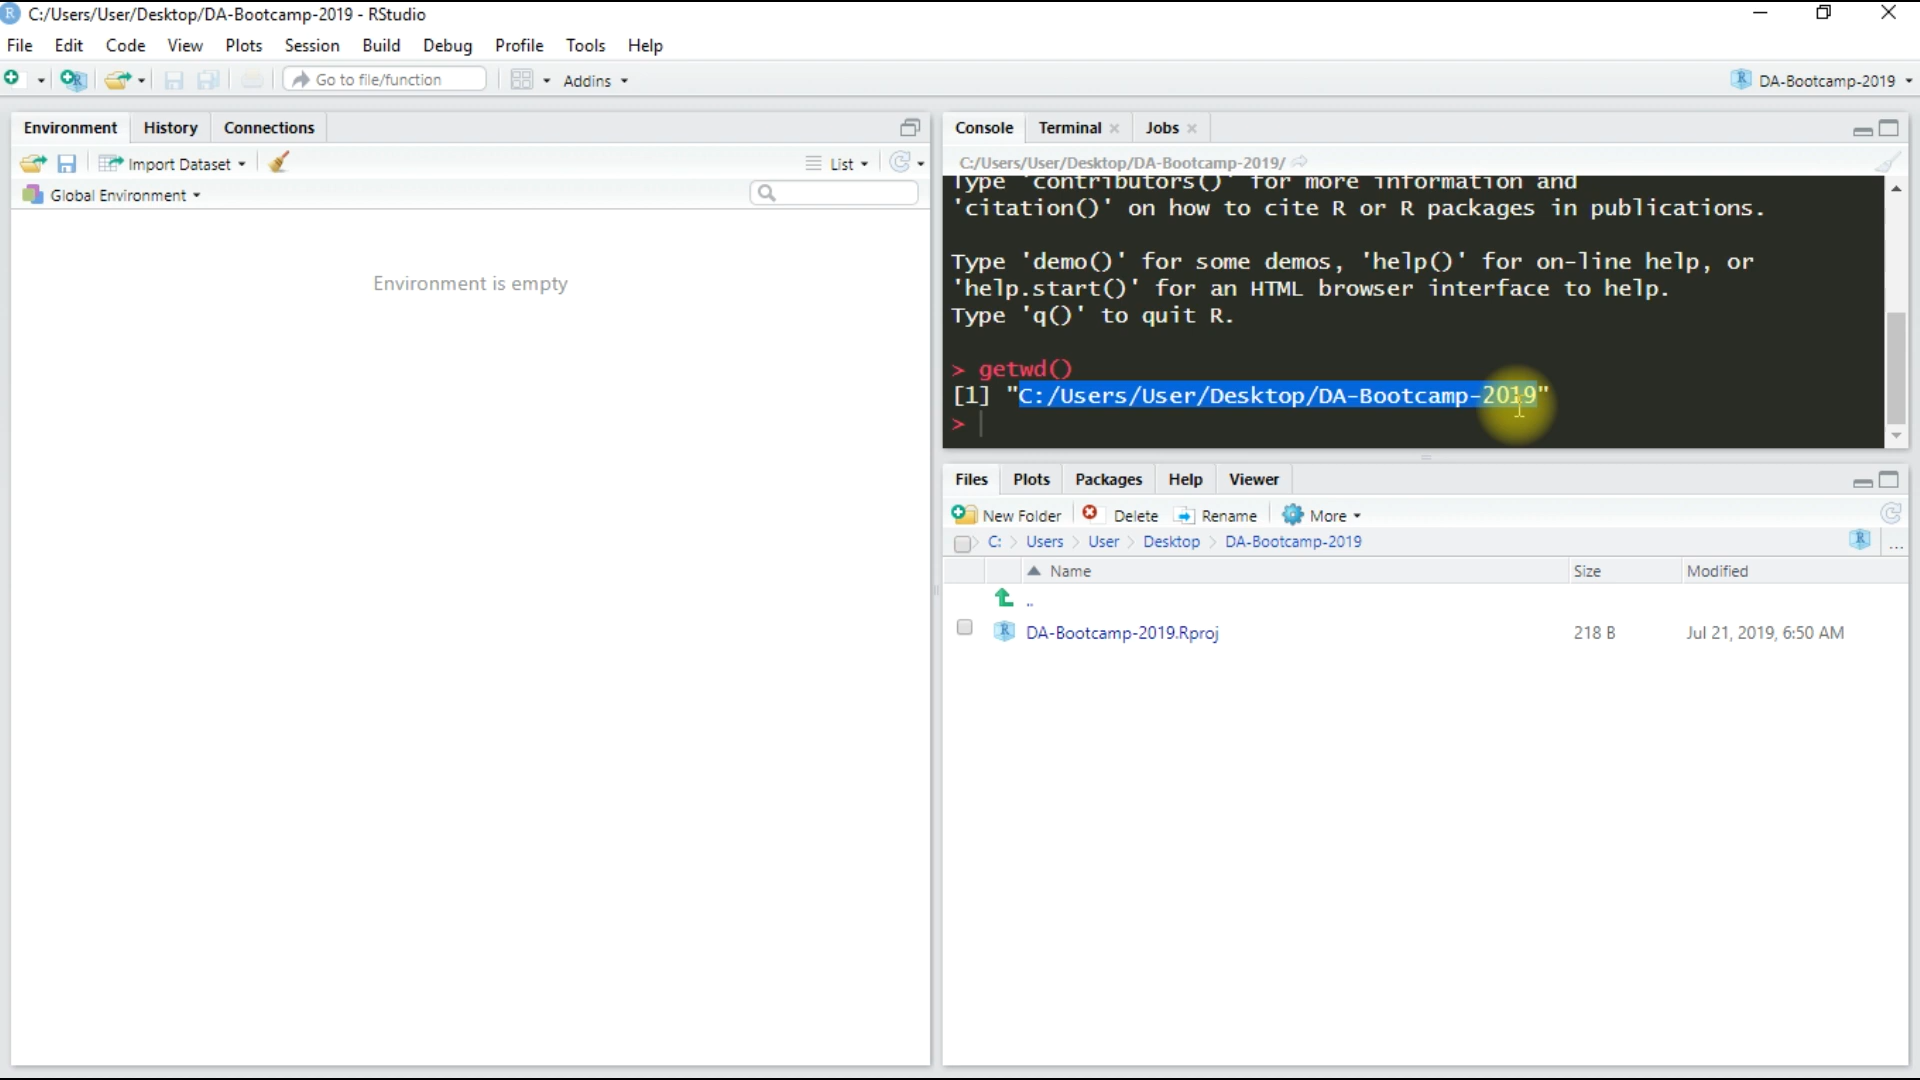 C:/Users/User/Desktop/DA-Bootcamp-2019 - RStudio
File Edit Code View Plots Session Build Debug Profile Tools Help
Go to file/function Addins DA-Bootcamp-2019
Environment History Connections
Import Dataset List
Global Environment
Environment is empty
Console Terminal Jobs
C:/Users/User/Desktop/DA-Bootcamp-2019/
Type 'contributors()' for more information and
'citation()' on how to cite R or R packages in publications.
Type 'demo()' for some demos, 'help()' for on-line help, or
'help.start()' for an HTML browser interface to help.
Type 'q()' to quit R.
> getwd()
[1] "C:/Users/User/Desktop/DA-Bootcamp-2019"
>
Files Plots Packages Help Viewer
New Folder Delete Rename More
C: Users User Desktop DA-Bootcamp-2019 ...
Name Size Modified
..
DA-Bootcamp-2019.Rproj 218 B Jul 21, 2019, 6:50 AM